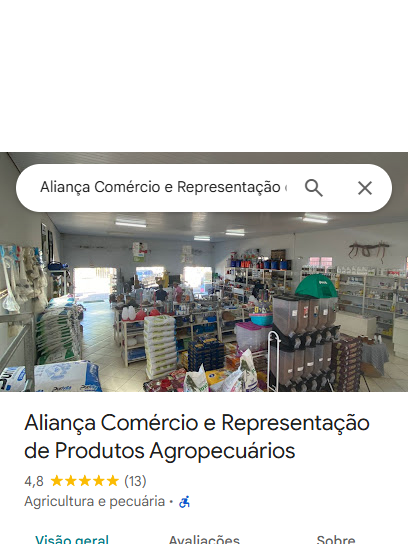 Aliança Comércio e Representação
Aliança Comércio e Representação
de Produtos Agropecuários
4,8 (13)
Agricultura e pecuária ·
Visão geral
Avaliações
Sobre